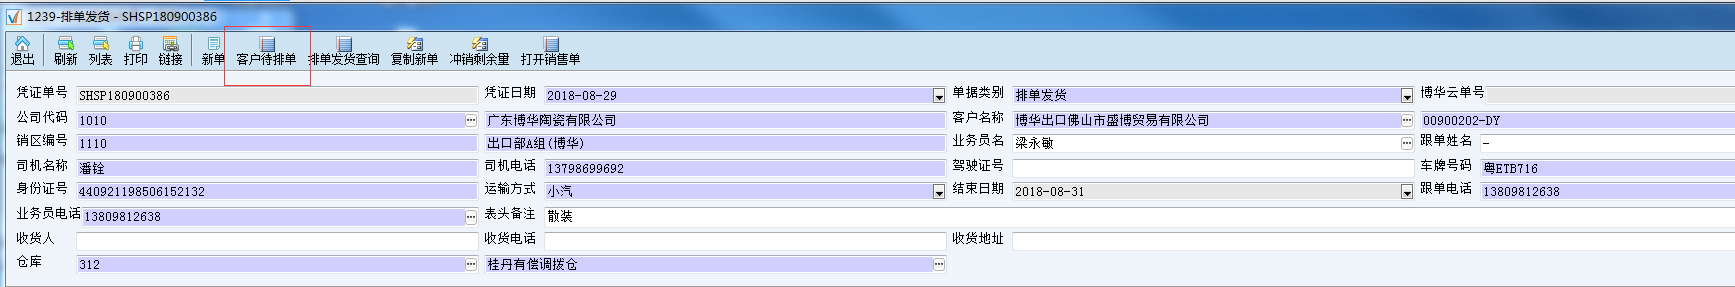 1239-排单发货 - SHSP180900386
退出 刷新 列表 打印 链接 新单 客户待排单 排单发货查询 复制新单 冲销剩余量 打开销售单
凭证单号 SHSP180900386 凭证日期 2018-08-29 单据类别 排单发货 博华云单号
公司代码 1010 广东博华陶瓷有限公司 客户名称 博华出口佛山市盛博贸易有限公司 00900202-DY
销区编号 1110 出口部A组(博华) 业务员名 梁永敏 跟单姓名 -
司机名称 潘铨 司机电话 13798699692 驾驶证号 车牌号码 粤ETB716
身份证号 440921198506152132 运输方式 小汽 结束日期 2018-08-31 跟单电话 13809812638
业务员电话 13809812638 表头备注 散装
收货人 收货电话 收货地址
仓库 312 桂丹有偿调拨仓